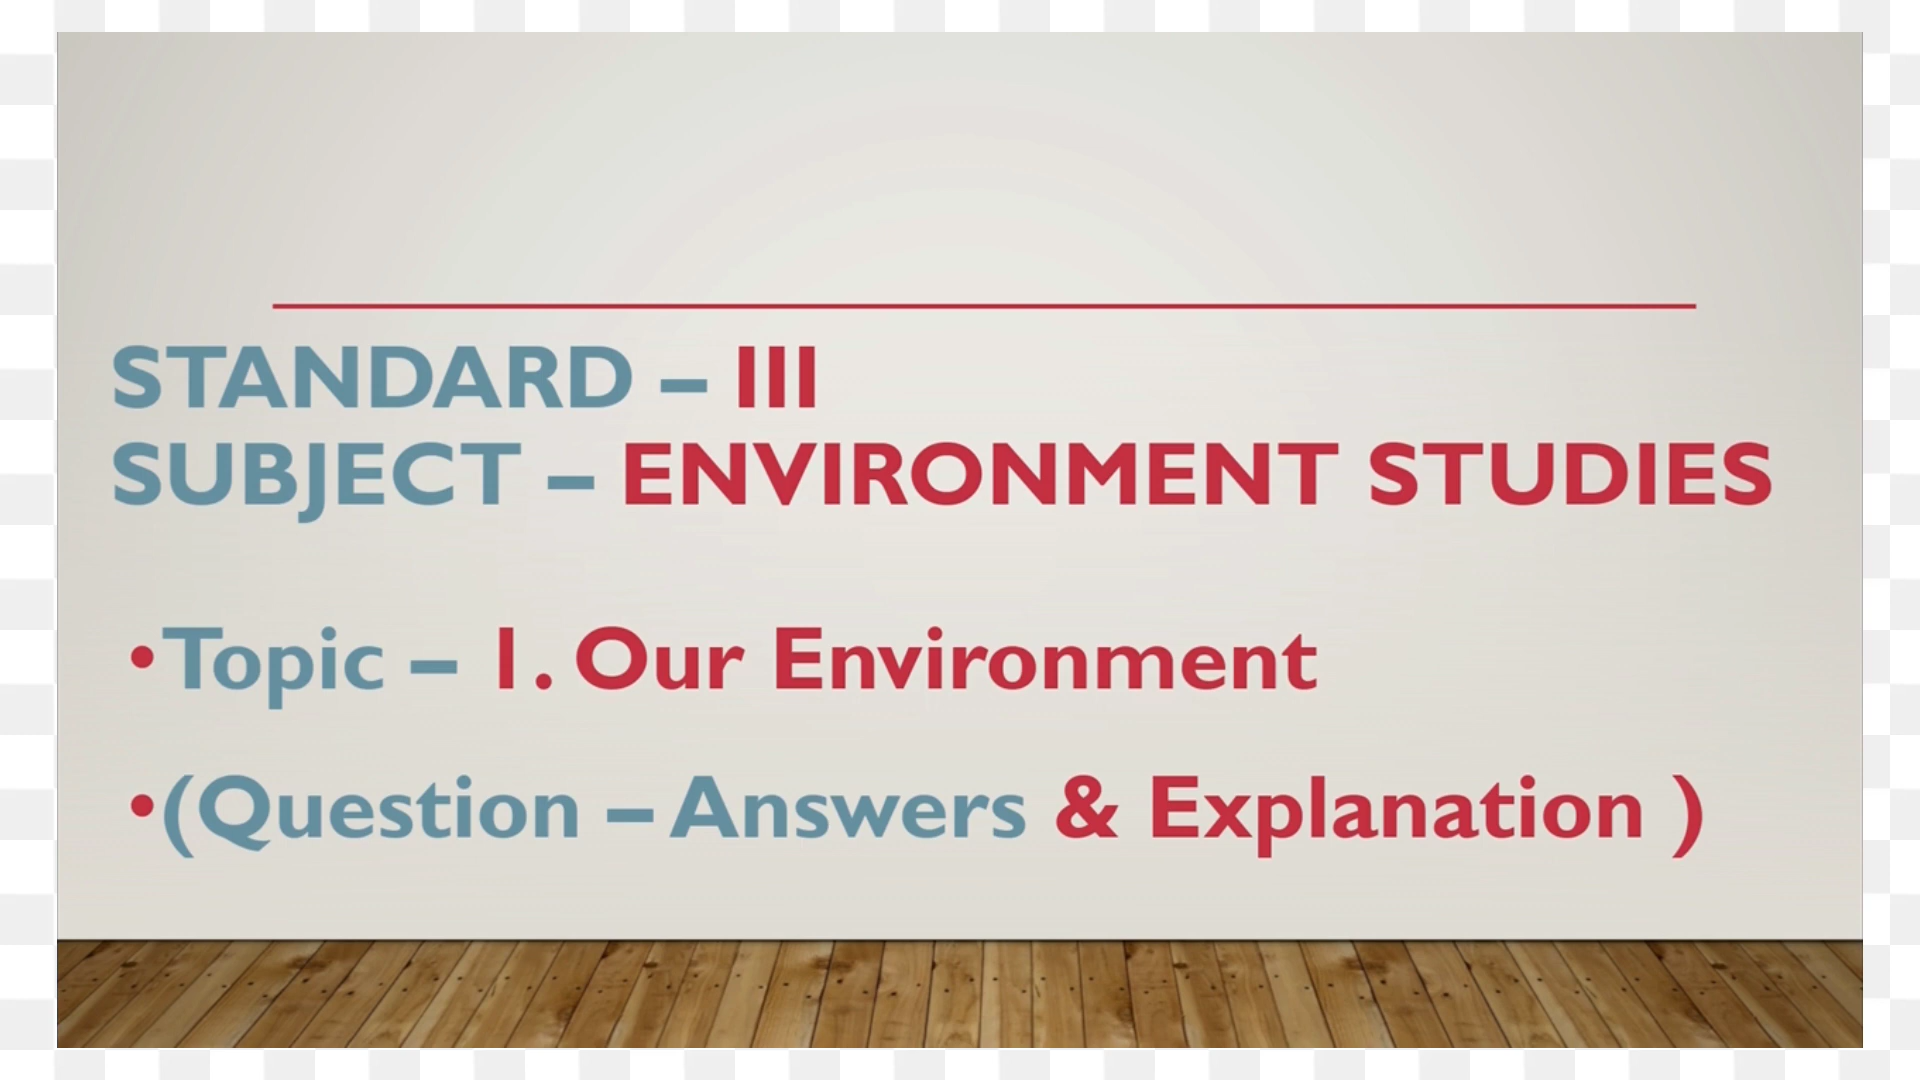 STANDARD – III
SUBJECT – ENVIRONMENT STUDIES
•Topic – 1. Our Environment
•(Question – Answers & Explanation )